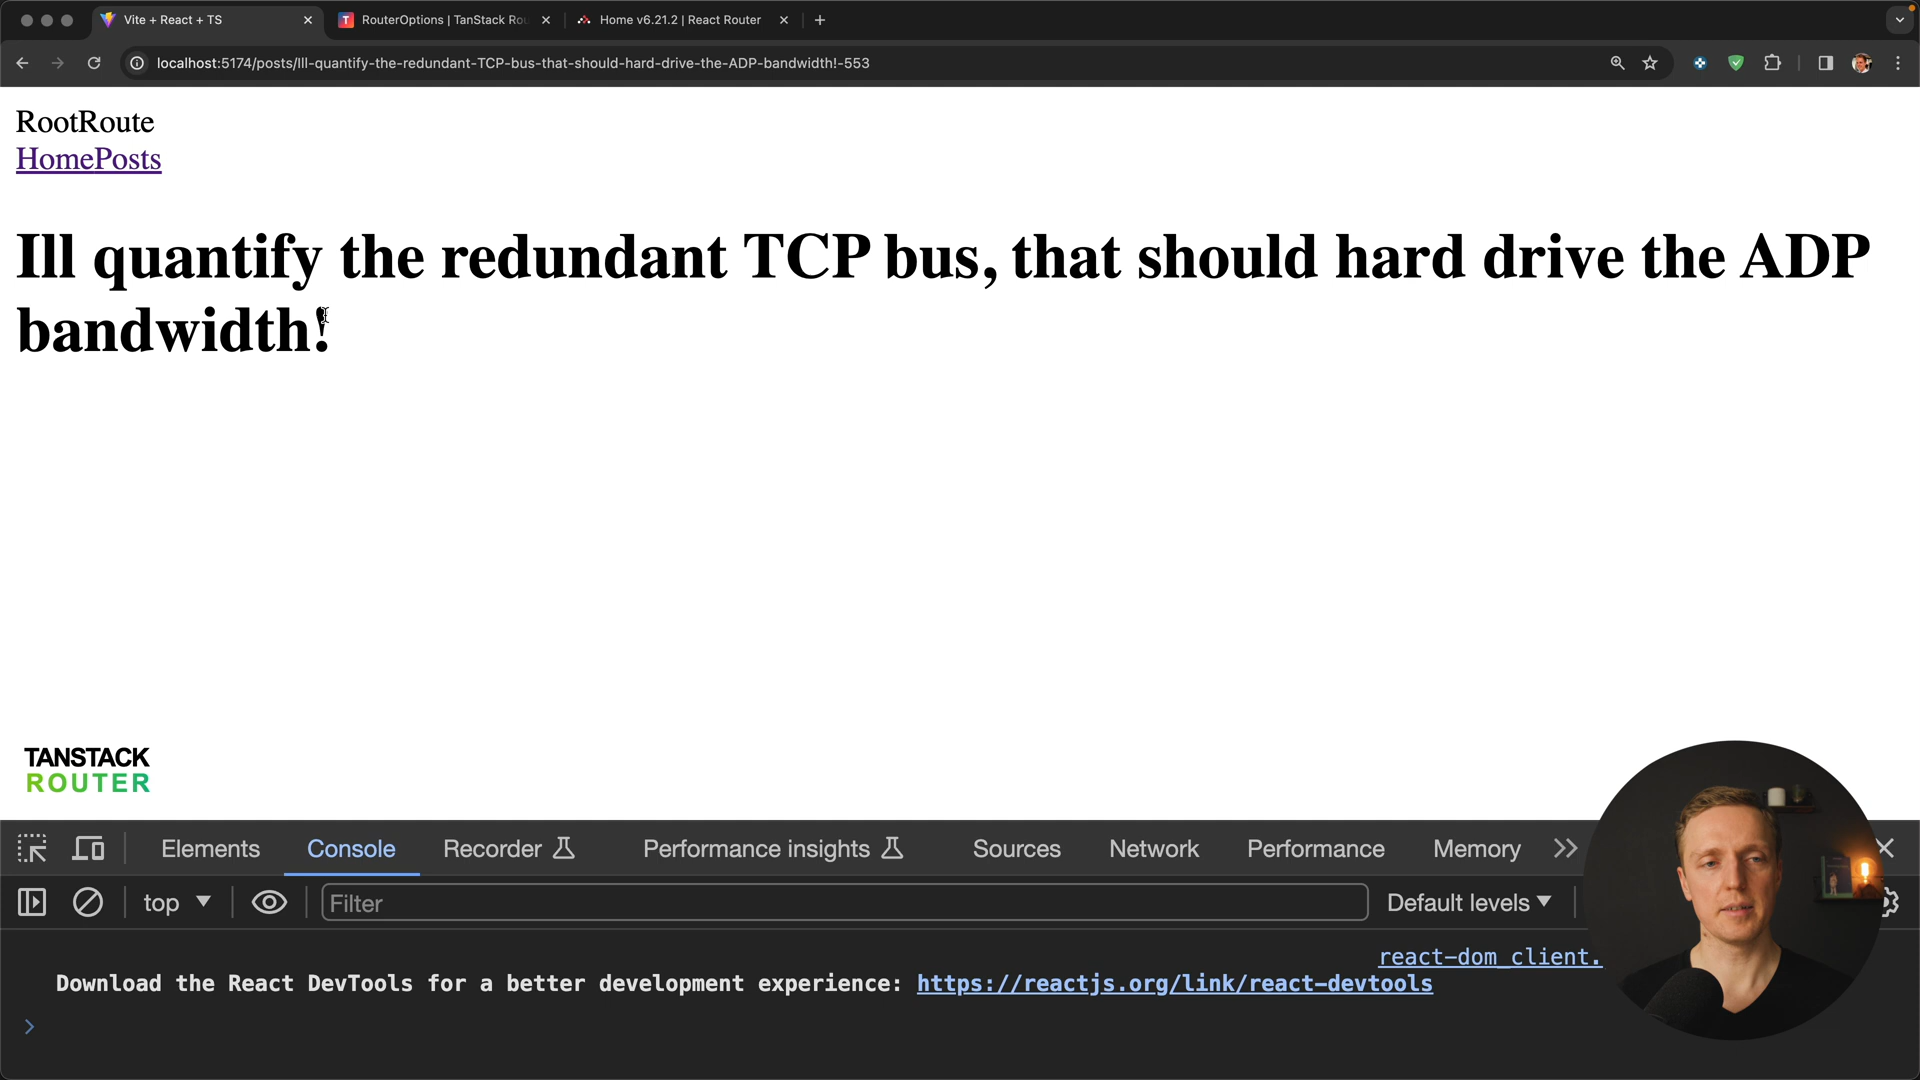 Vite + React + TS
RouterOptions | TanStack Rou
Home v6.21.2 | React Router
localhost:5174/posts/Ill-quantify-the-redundant-TCP-bus-that-should-hard-drive-the-ADP-bandwidth!-553
RootRoute
HomePosts
Ill quantify the redundant TCP bus, that should hard drive the ADP
bandwidth!
TANSTACK
ROUTER
Elements Console Recorder Performance insights Sources Network Performance Memory
top Filter Default levels
react-dom_client.
Download the React DevTools for a better development experience: https://reactjs.org/link/react-devtools